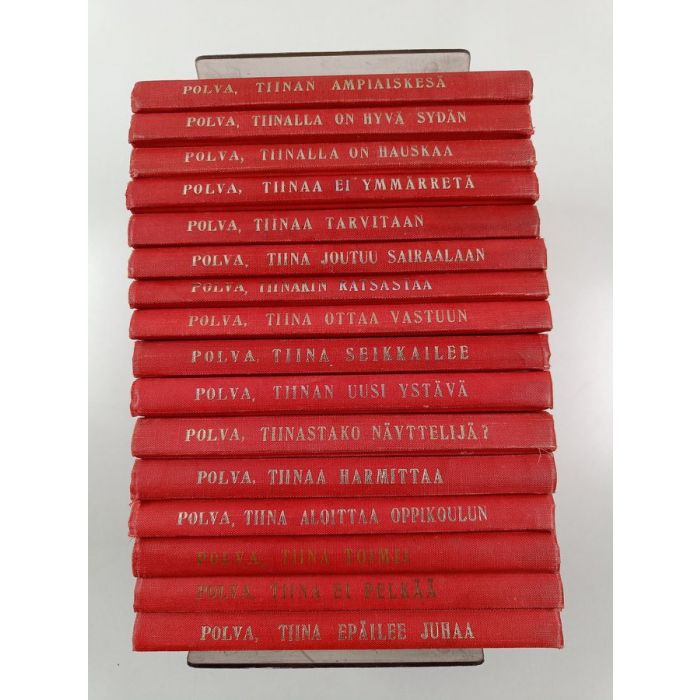 POLVA, TIINAN AMPIAISKESÄ
POLVA, TIINALLA ON HYVÄ SYDÄN
POLVA, TIINALLA ON HAUSKAA
POLVA, TIINAA EI YMMÄRRETÄ
POLVA, TIINAA TARVITAAN
POLVA, TIINA JOUTUU SAIRAALAAN
POLVA, TIINAKIN RATSASTAA
POLVA, TIINA OTTAA VASTUUN
POLVA, TIINA SEIKKAILEE
POLVA, TIINAN UUSI YSTÄVÄ
POLVA, TIINASTAKO NÄYTTELIJÄ?
POLVA, TIINAA HARMITTAA
POLVA, TIINA ALOITTAA OPPIKOULUN
POLVA, TIINA TOIMII
POLVA, TIINA EI PELKÄÄ
POLVA, TIINA EPÄILEE JUHAA